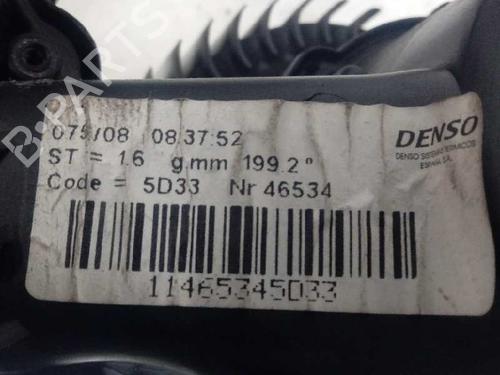 075/08 08:37:52
ST = 1.6 g.mm 199.2°
Code = 5D33 Nr 46534
DENSO
DENSO SISTEMAS TERMICOS
ESPAÑA S.A.
11465345D33
B-PARTS